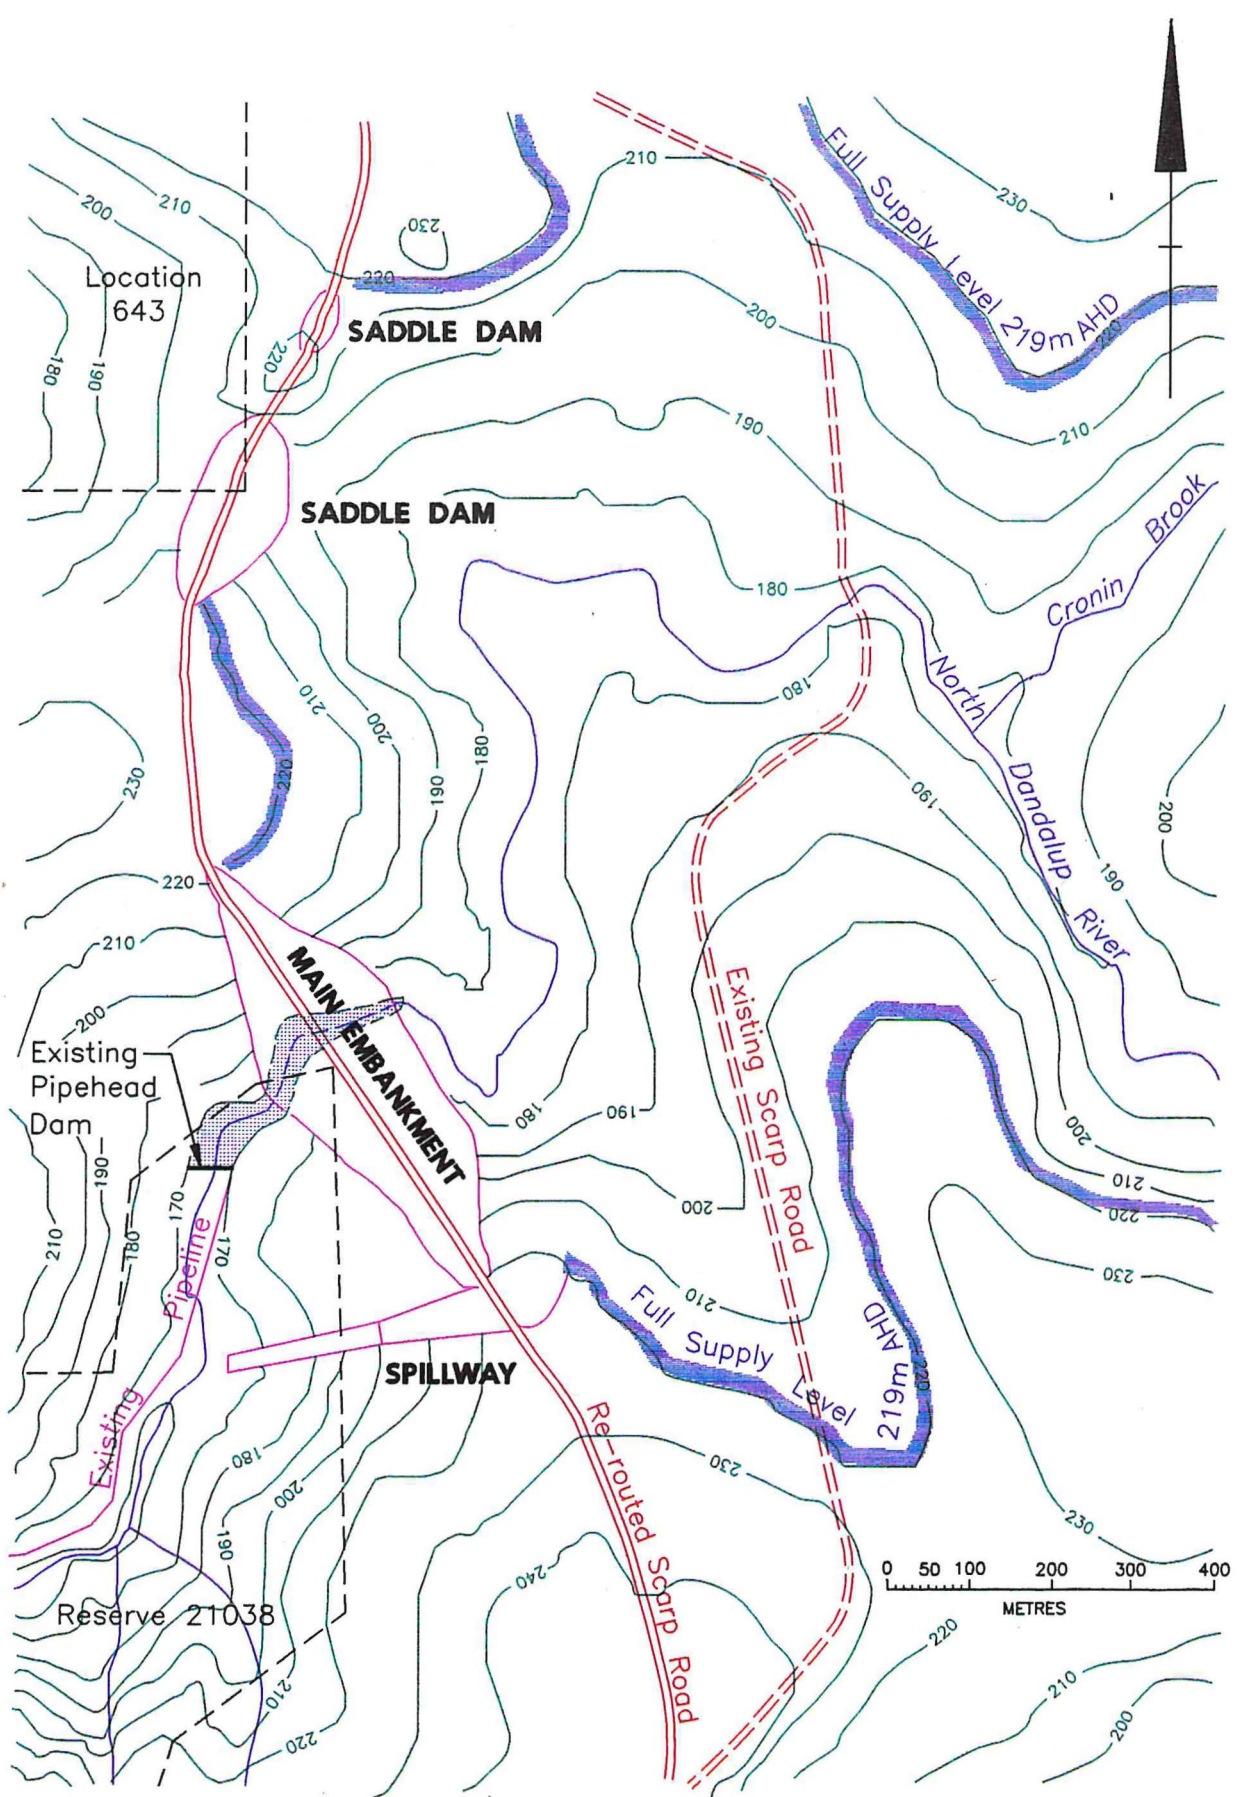 210
Full Supply Level 219m AHD
230
200
210
230
Location
643
220
200
220
SADDLE DAM
220
180
190
190
210
SADDLE DAM
Cronin Brook
180
North Dandalup River
180
210
200
180
190
230
220
190
200
190
220
210
MAIN EMBANKMENT
Existing Scarp Road
200
Existing
Pipehead
Dam
180
190
200
190
210
170
180
210
170
200
220
230
Pipeline
210
Full Supply Level 219m AHD
220
SPILLWAY
Existing
Re-routed Scarp Road
180
230
200
190
240
230
0 50 100 200 300 400
METRES
Reserve 21038
220
210
210
200
220